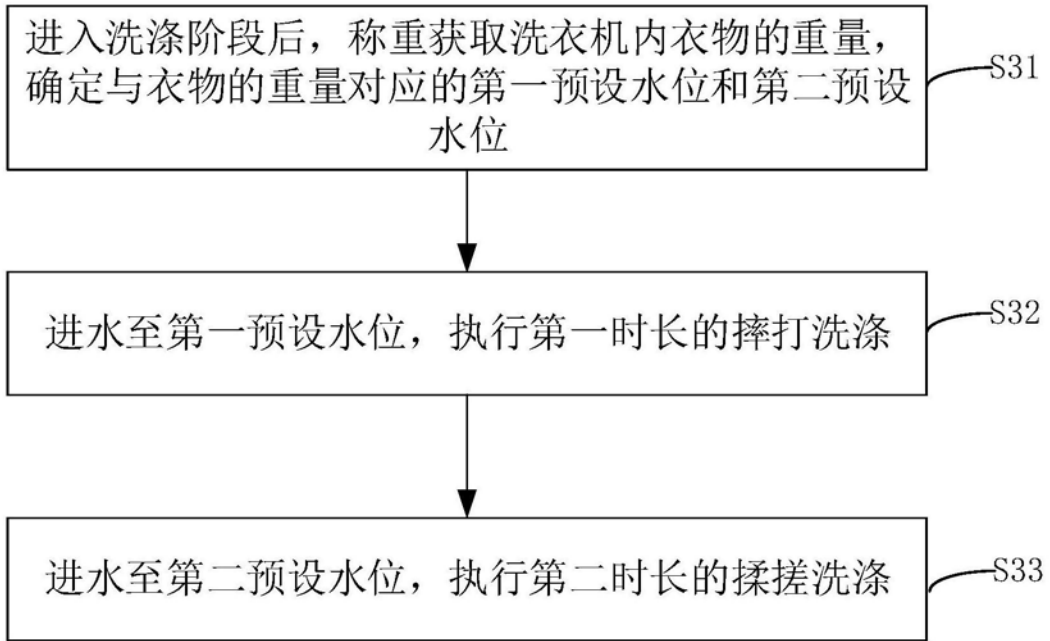 进入洗涤阶段后，称重获取洗衣机内衣物的重量，
确定与衣物的重量对应的第一预设水位和第二预设
水位
S31
进水至第一预设水位，执行第一时长的摔打洗涤
S32
进水至第二预设水位，执行第二时长的揉搓洗涤
S33